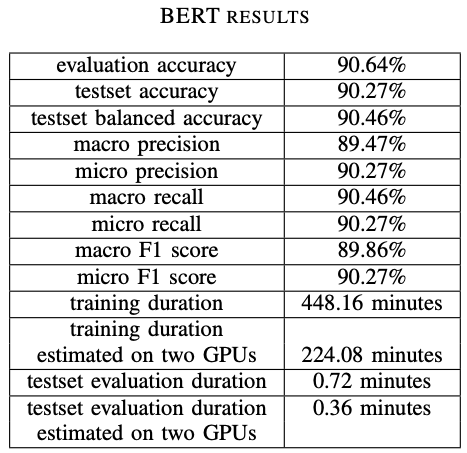 BERT RESULTS
evaluation accuracy 90.64%
testset accuracy 90.27%
testset balanced accuracy 90.46%
macro precision 89.47%
micro precision 90.27%
macro recall 90.46%
micro recall 90.27%
macro F1 score 89.86%
micro F1 score 90.27%
training duration 448.16 minutes
training duration
estimated on two GPUs 224.08 minutes
testset evaluation duration 0.72 minutes
testset evaluation duration 0.36 minutes
estimated on two GPUs